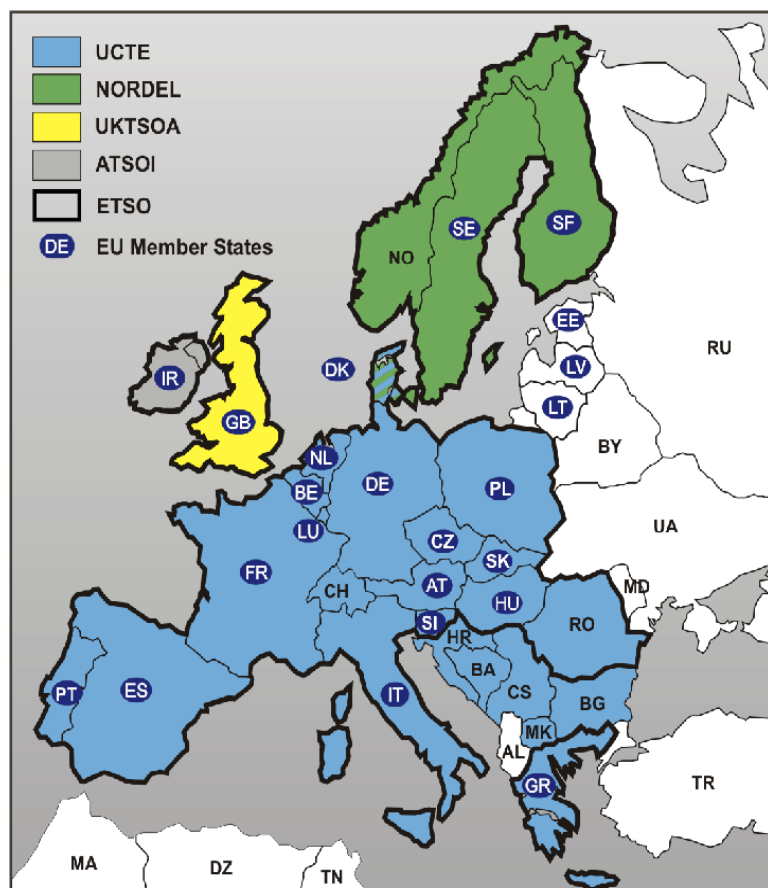 UCTE
NORDEL
UKTSOA
ATSOI
ETSO
DE EU Member States
NO
SE
SF
EE
RU
LV
LT
DK
IR
GB
BY
NL
DE
BE
PL
LU
UA
CZ
SK
FR
CH
AT
HU
MD
SI
RO
HR
BA
CS
PT
ES
IT
BG
MK
AL
GR
TR
MA
DZ
TN